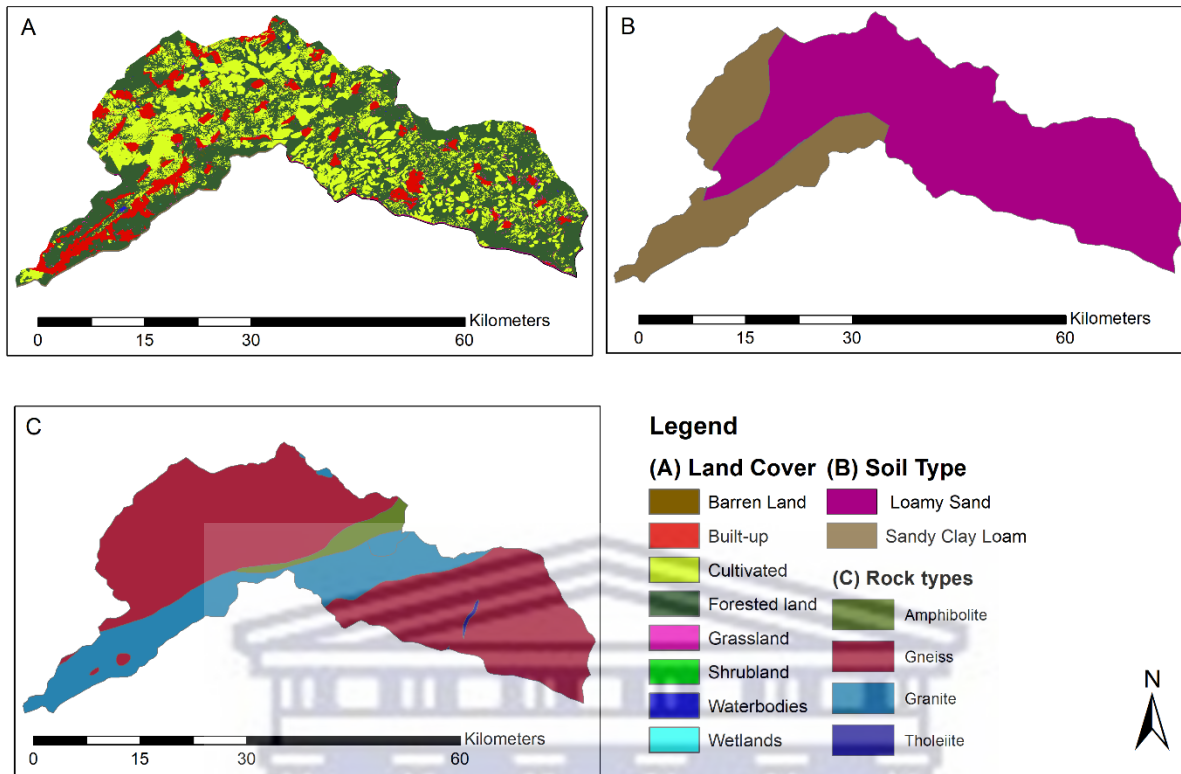 A
Kilometers
0 15 30 60
B
Kilometers
0 15 30 60
C
Kilometers
0 15 30 60
Legend
(A) Land Cover
Barren Land
Built-up
Cultivated
Forested land
Grassland
Shrubland
Waterbodies
Wetlands
(B) Soil Type
Loamy Sand
Sandy Clay Loam
(C) Rock types
Amphibolite
Gneiss
Granite
Tholeiite
N